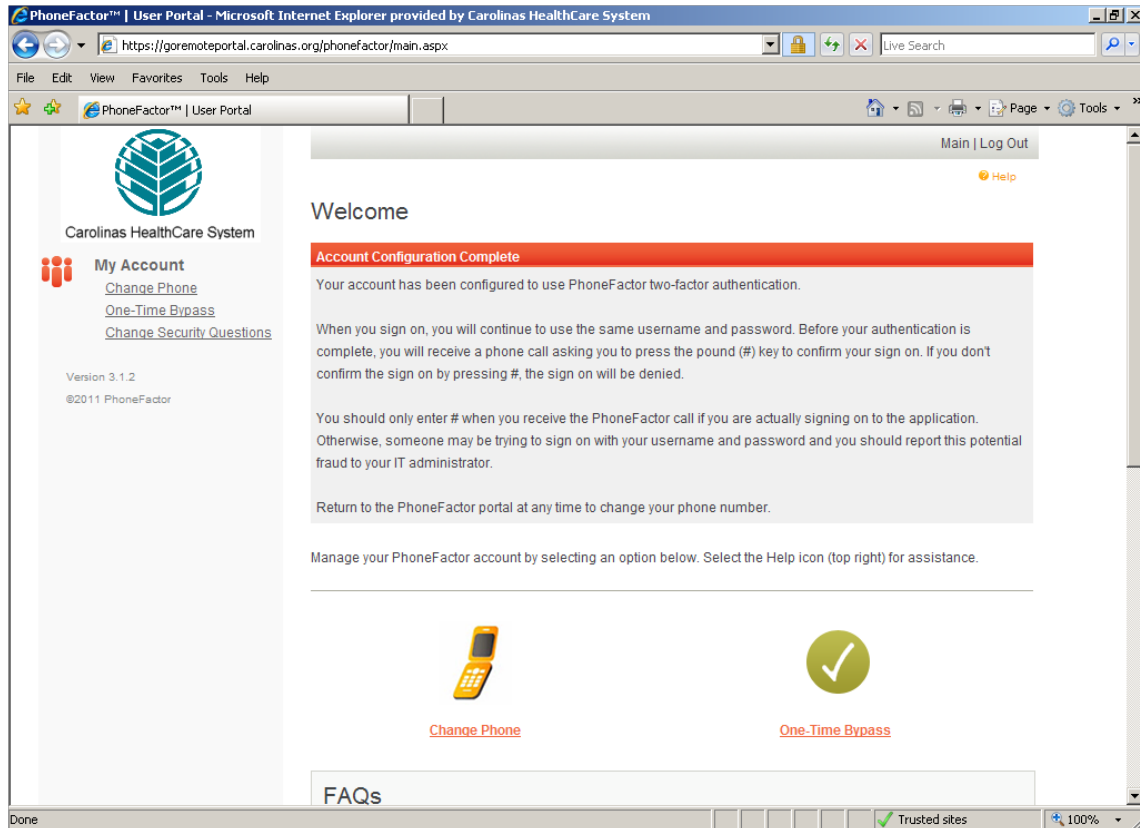 PhoneFactor™ | User Portal - Microsoft Internet Explorer provided by Carolinas HealthCare System
https://goremoteportal.carolinas.org/phonefactor/main.aspx
Live Search
File Edit View Favorites Tools Help
PhoneFactor™ | User Portal
Page Tools »
Main | Log Out
Help
Carolinas HealthCare System
My Account
Change Phone
One-Time Bypass
Change Security Questions
Version 3.1.2
©2011 PhoneFactor
Welcome
Account Configuration Complete
Your account has been configured to use PhoneFactor two-factor authentication.
When you sign on, you will continue to use the same username and password. Before your authentication is
complete, you will receive a phone call asking you to press the pound (#) key to confirm your sign on. If you don't
confirm the sign on by pressing #, the sign on will be denied.
You should only enter # when you receive the PhoneFactor call if you are actually signing on to the application.
Otherwise, someone may be trying to sign on with your username and password and you should report this potential
fraud to your IT administrator.
Return to the PhoneFactor portal at any time to change your phone number.
Manage your PhoneFactor account by selecting an option below. Select the Help icon (top right) for assistance.
Change Phone
One-Time Bypass
FAQs
Done
Trusted sites
100%